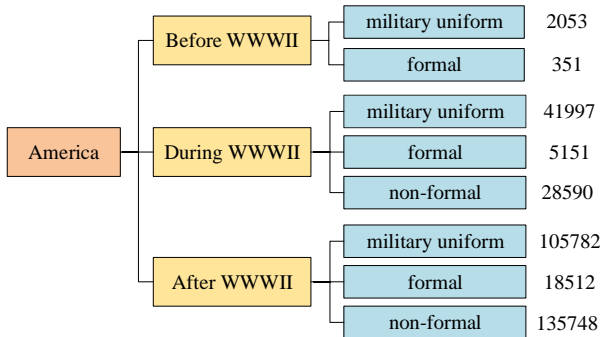 America
Before WWWII
military uniform 2053
formal 351
During WWWII
military uniform 41997
formal 5151
non-formal 28590
After WWWII
military uniform 105782
formal 18512
non-formal 135748